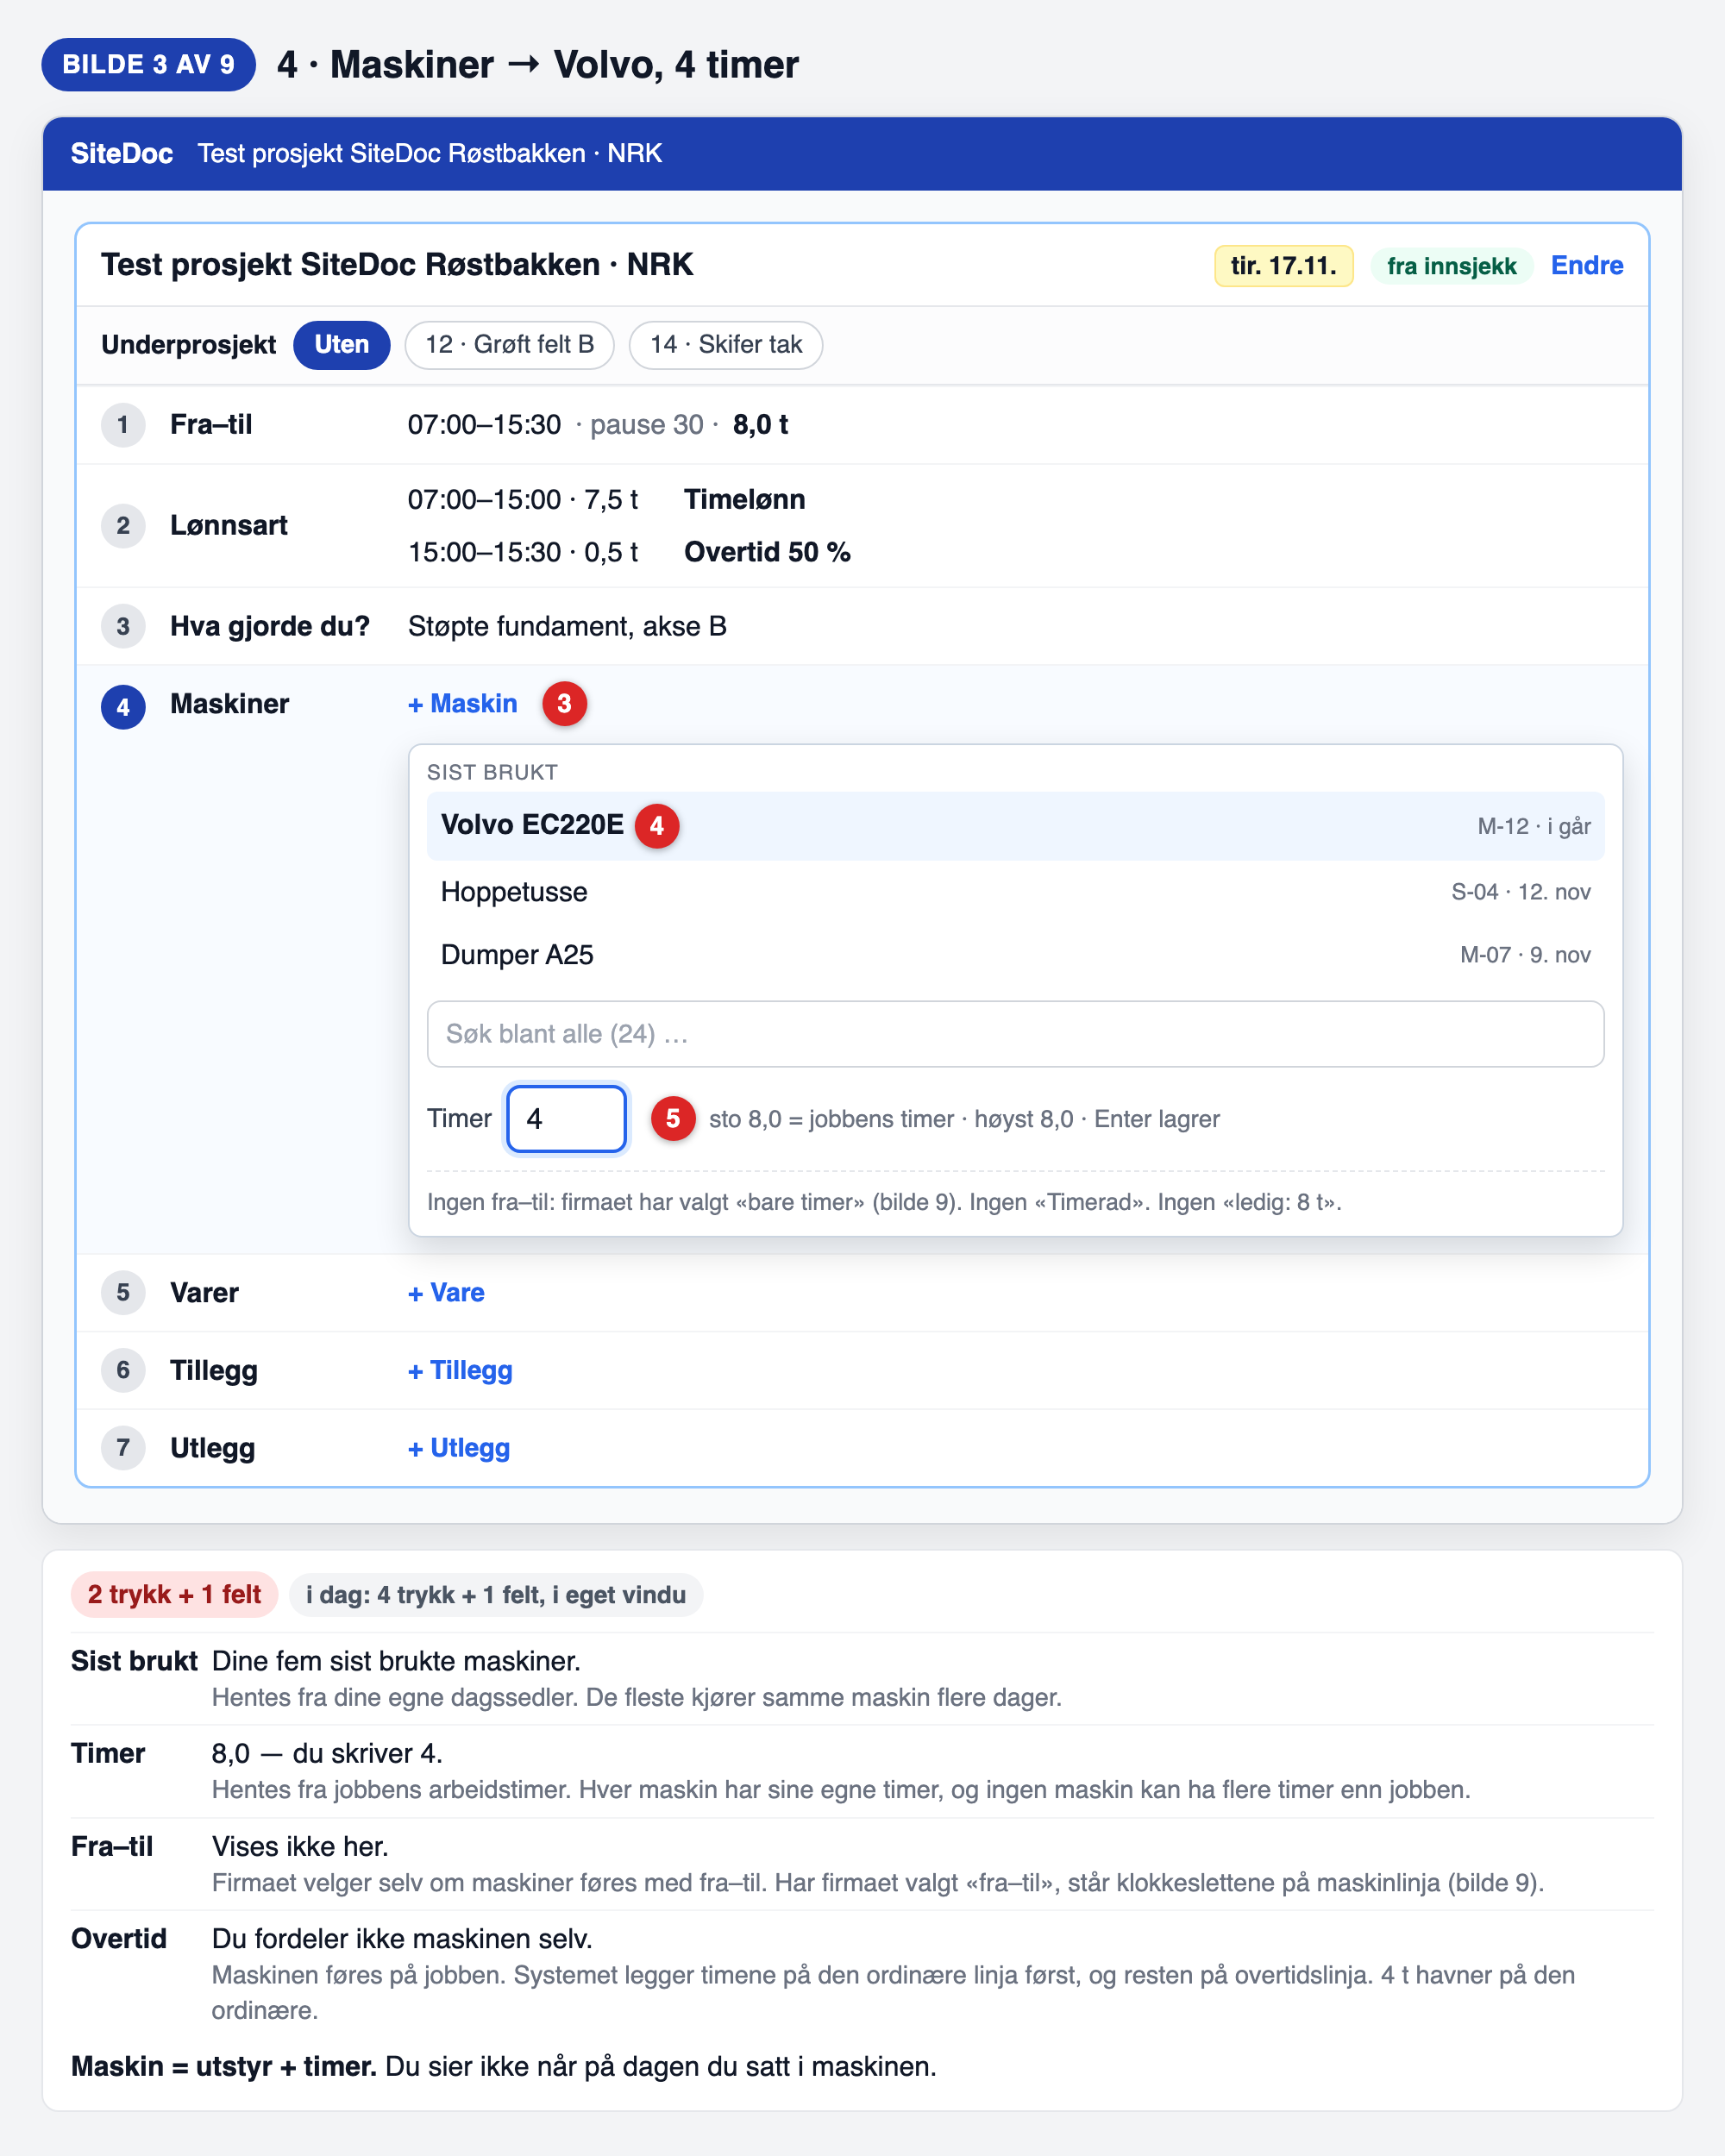 BILDE 3 AV 9 4 · Maskiner → Volvo, 4 timer
SiteDoc Test prosjekt SiteDoc Røstbakken · NRK
Test prosjekt SiteDoc Røstbakken · NRK tir. 17.11. fra innsjekk Endre
Underprosjekt Uten 12 · Grøft felt B 14 · Skifer tak
1 Fra–til 07:00–15:30 · pause 30 · 8,0 t
2 Lønnsart 07:00–15:00 · 7,5 t Timelønn
15:00–15:30 · 0,5 t Overtid 50 %
3 Hva gjorde du? Støpte fundament, akse B
4 Maskiner + Maskin 3
SIST BRUKT
Volvo EC220E 4 M-12 · i går
Hoppetusse S-04 · 12. nov
Dumper A25 M-07 · 9. nov
Søk blant alle (24) …
Timer 4 5 sto 8,0 = jobbens timer · høyst 8,0 · Enter lagrer
Ingen fra–til: firmaet har valgt «bare timer» (bilde 9). Ingen «Timerad». Ingen «ledig: 8 t».
5 Varer + Vare
6 Tillegg + Tillegg
7 Utlegg + Utlegg
2 trykk + 1 felt i dag: 4 trykk + 1 felt, i eget vindu
Sist brukt Dine fem sist brukte maskiner.
Hentes fra dine egne dagssedler. De fleste kjører samme maskin flere dager.
Timer 8,0 — du skriver 4.
Hentes fra jobbens arbeidstimer. Hver maskin har sine egne timer, og ingen maskin kan ha flere timer enn jobben.
Fra–til Vises ikke her.
Firmaet velger selv om maskiner føres med fra–til. Har firmaet valgt «fra–til», står klokkeslettene på maskinlinja (bilde 9).
Overtid Du fordeler ikke maskinen selv.
Maskinen føres på jobben. Systemet legger timene på den ordinære linja først, og resten på overtidslinja. 4 t havner på den
ordinære.
Maskin = utstyr + timer. Du sier ikke når på dagen du satt i maskinen.